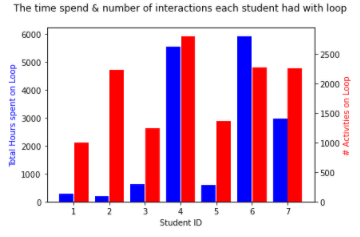 The time spend & number of interactions each student had with loop
Total Hours spent on Loop
6000
5000
4000
3000
2000
1000
0
# Activities on Loop
2500
2000
1500
1000
500
0
1 2 3 4 5 6 7
Student ID